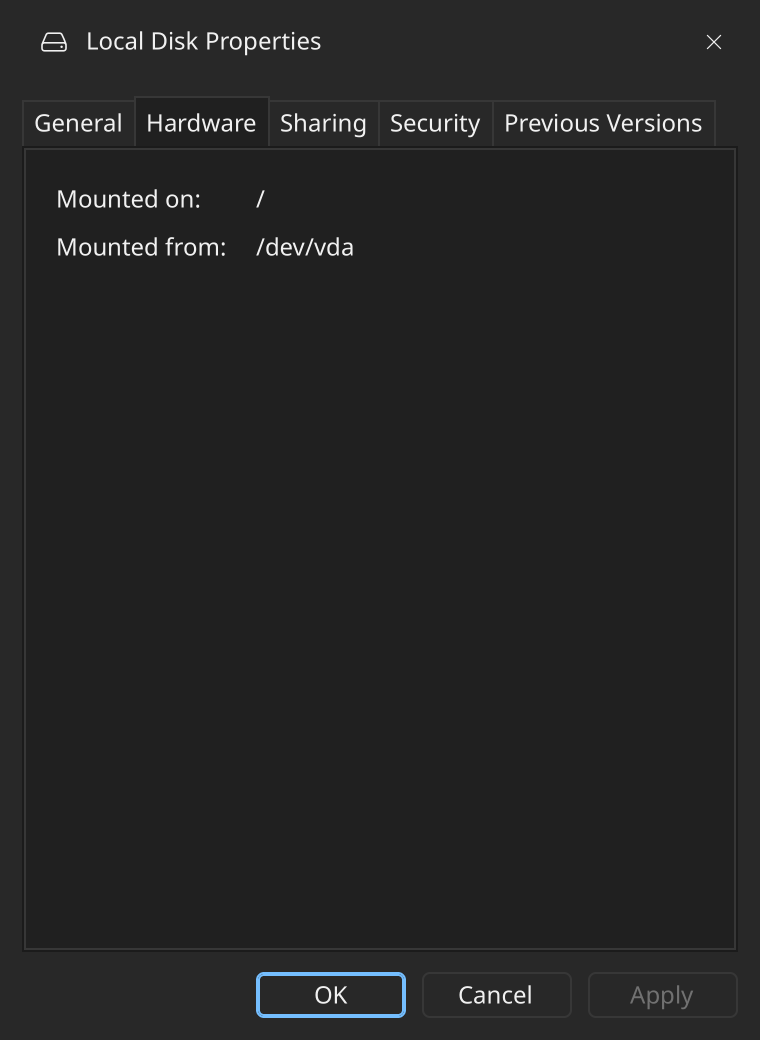 Local Disk Properties
General Hardware Sharing Security Previous Versions
Mounted on: /
Mounted from: /dev/vda
OK Cancel Apply